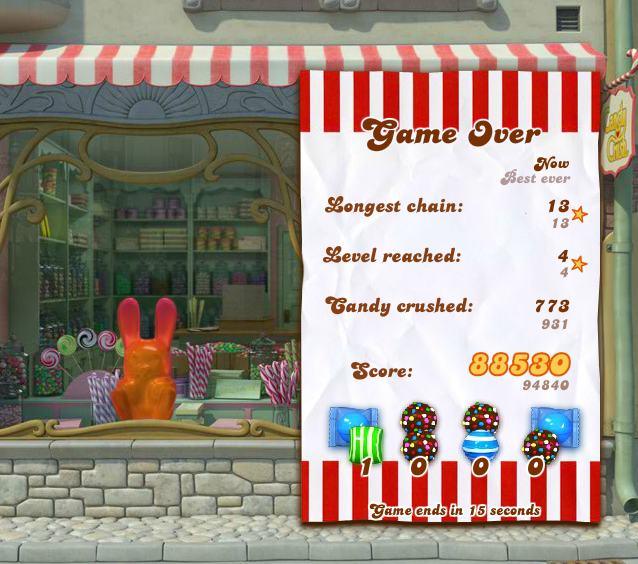 Game Over
Now
Best ever
Longest chain: 13
13
Level reached: 4
4
Candy crushed: 773
931
Score: 88530
94840
1 0 0 0
Game ends in 15 seconds